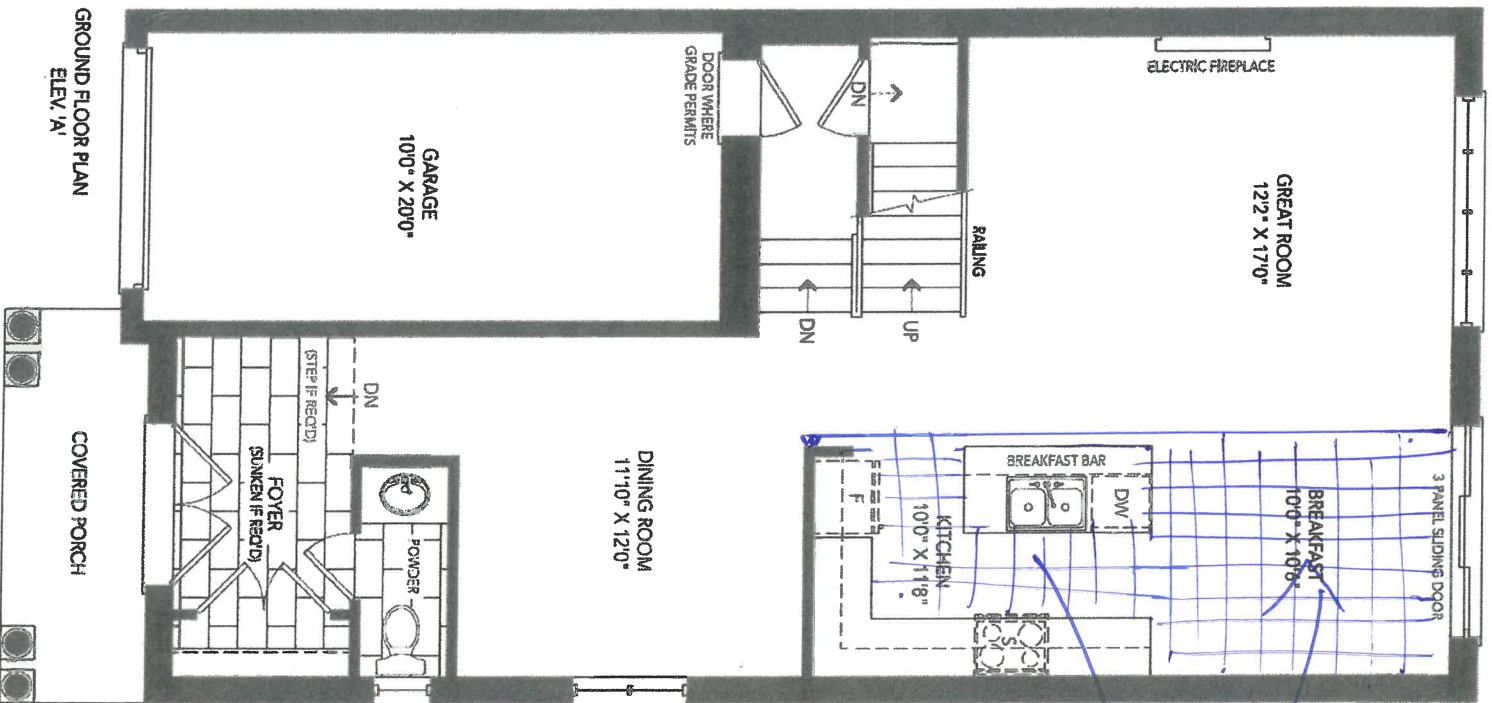 GROUND FLOOR PLAN
ELEV. 'A'
GARAGE
10'0" X 20'0"
DOOR WHERE
GRADE PERMITS
DN
DN
UP
RAILING
ELECTRIC FIREPLACE
GREAT ROOM
12'2" X 17'0"
COVERED PORCH
FOYER
(SUNKEN IF REQ'D)
(STEP IF REQ'D)
DN
POWDER
DINING ROOM
11'10" X 12'0"
F
KITCHEN
10'0" X 11'8"
BREAKFAST BAR
DW
S
BREAKFAST
10'0" X 10'6"
3 PANEL SLIDING DOOR